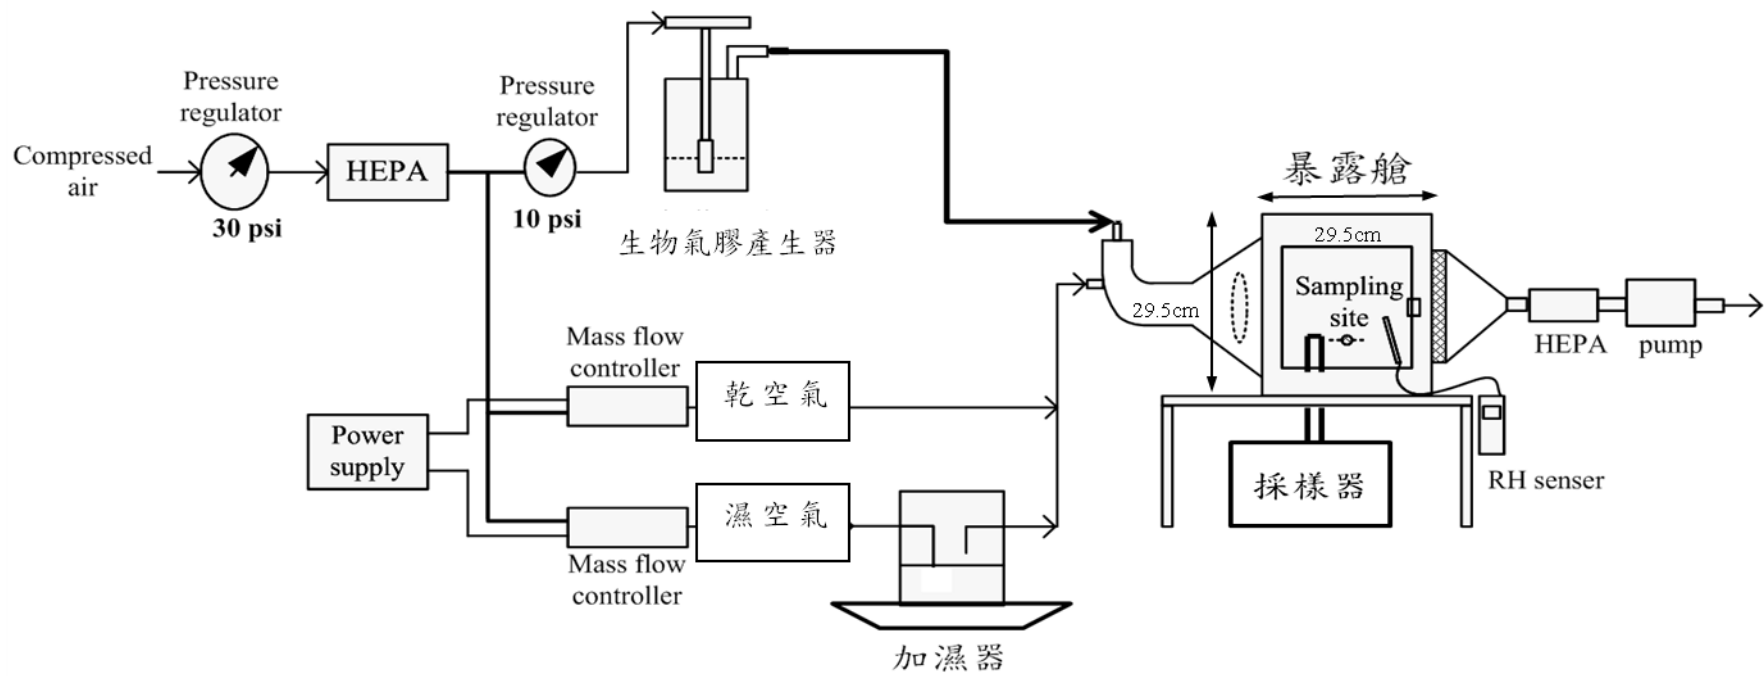 Pressure
regulator
Compressed
air
30 psi
HEPA
Pressure
regulator
10 psi
生物氣膠產生器
暴露艙
29.5cm
29.5cm
Sampling
site
HEPA
pump
Mass flow
controller
乾空氣
Power
supply
濕空氣
Mass flow
controller
加濕器
採樣器
RH senser